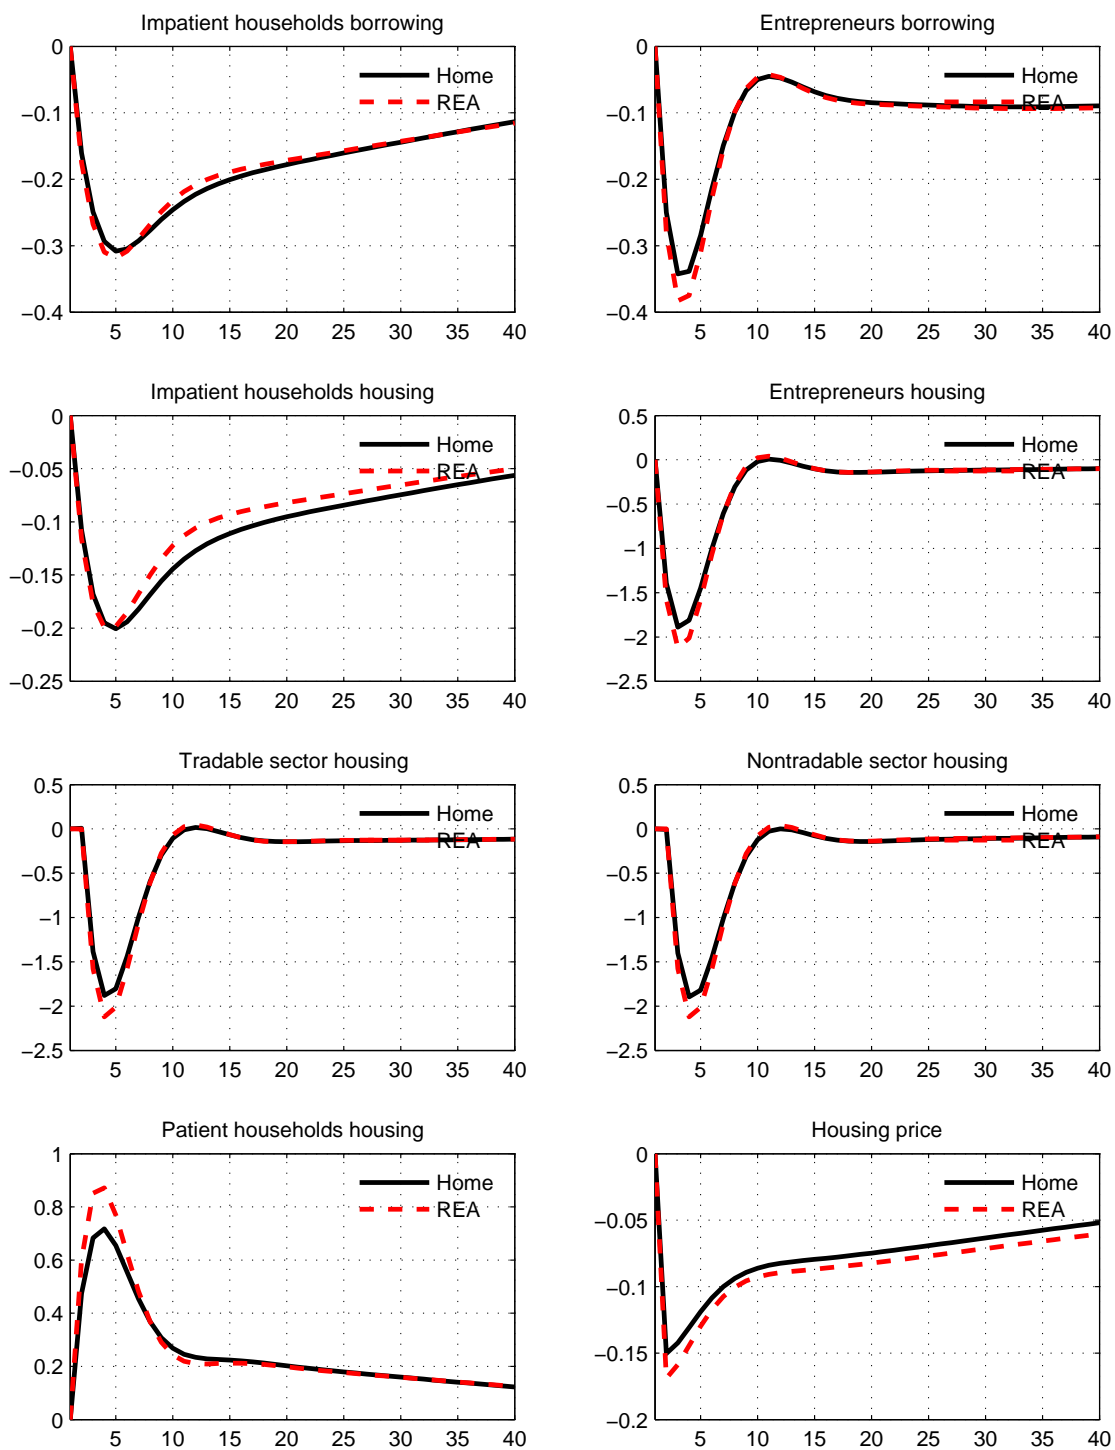 Impatient households borrowing
0
−0.1
−0.2
−0.3
−0.4
5 10 15 20 25 30 35 40
Home
REA
Entrepreneurs borrowing
0
−0.1
−0.2
−0.3
−0.4
5 10 15 20 25 30 35 40
Home
REA
Impatient households housing
0
−0.05
−0.1
−0.15
−0.2
−0.25
5 10 15 20 25 30 35 40
Home
REA
Entrepreneurs housing
0.5
0
−0.5
−1
−1.5
−2
−2.5
5 10 15 20 25 30 35 40
Home
REA
Tradable sector housing
0.5
0
−0.5
−1
−1.5
−2
−2.5
5 10 15 20 25 30 35 40
Home
REA
Nontradable sector housing
0.5
0
−0.5
−1
−1.5
−2
−2.5
5 10 15 20 25 30 35 40
Home
REA
Patient households housing
1
0.8
0.6
0.4
0.2
0
5 10 15 20 25 30 35 40
Home
REA
Housing price
0
−0.05
−0.1
−0.15
−0.2
5 10 15 20 25 30 35 40
Home
REA